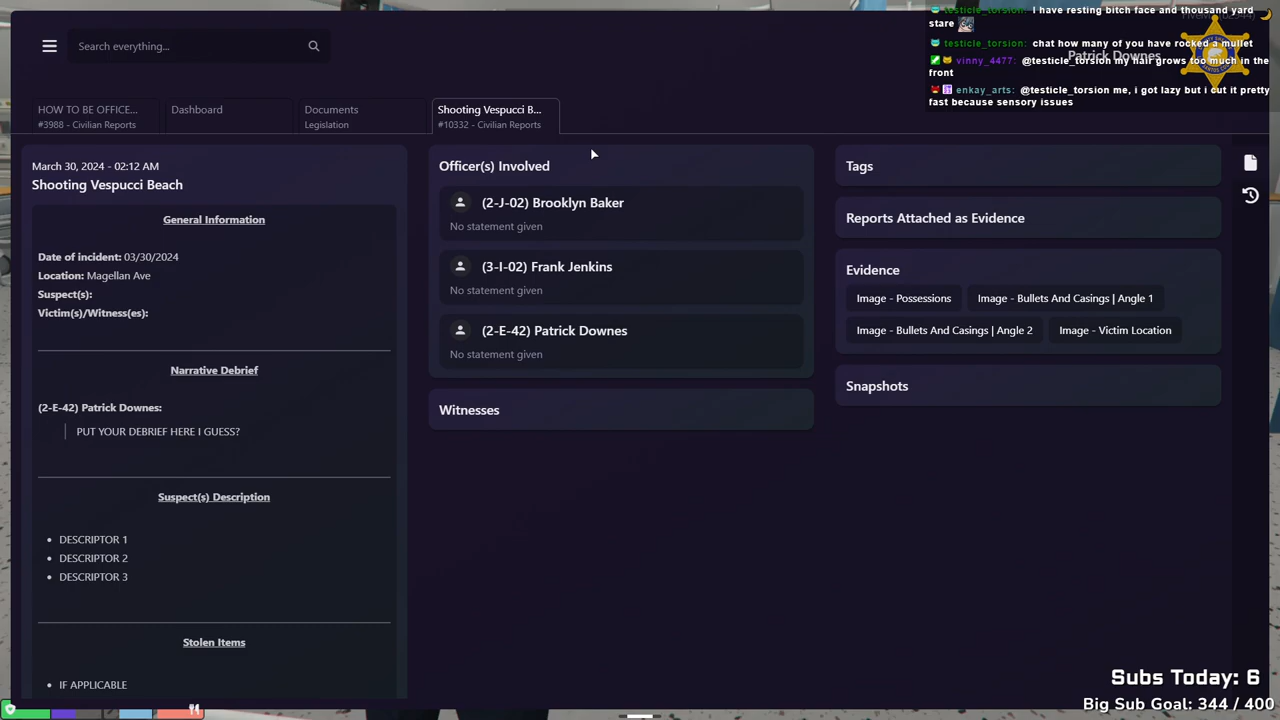 Search everything...
testicle_torsion: I have resting bitch face and thousand yard
stare
testicle_torsion: chat how many of you have rocked a mullet
Patrick Downes
vinny_4477: @testicle_torsion my hair grows too much in the
front
enkay_arts: @testicle_torsion me, i got lazy but i cut it pretty
fast because sensory issues
HOW TO BE OFFICE...
#3988 - Civilian Reports
Dashboard
Documents
Legislation
Shooting Vespucci B...
#10332 - Civilian Reports
March 30, 2024 - 02:12 AM
Shooting Vespucci Beach
General Information
Date of incident: 03/30/2024
Location: Magellan Ave
Suspect(s):
Victim(s)/Witness(es):
Narrative Debrief
(2-E-42) Patrick Downes:
PUT YOUR DEBRIEF HERE I GUESS?
Suspect(s) Description
• DESCRIPTOR 1
• DESCRIPTOR 2
• DESCRIPTOR 3
Stolen Items
• IF APPLICABLE
Officer(s) Involved
(2-J-02) Brooklyn Baker
No statement given
(3-I-02) Frank Jenkins
No statement given
(2-E-42) Patrick Downes
No statement given
Witnesses
Tags
Reports Attached as Evidence
Evidence
Image - Possessions
Image - Bullets And Casings | Angle 1
Image - Bullets And Casings | Angle 2
Image - Victim Location
Snapshots
Subs Today: 6
Big Sub Goal: 344 / 400